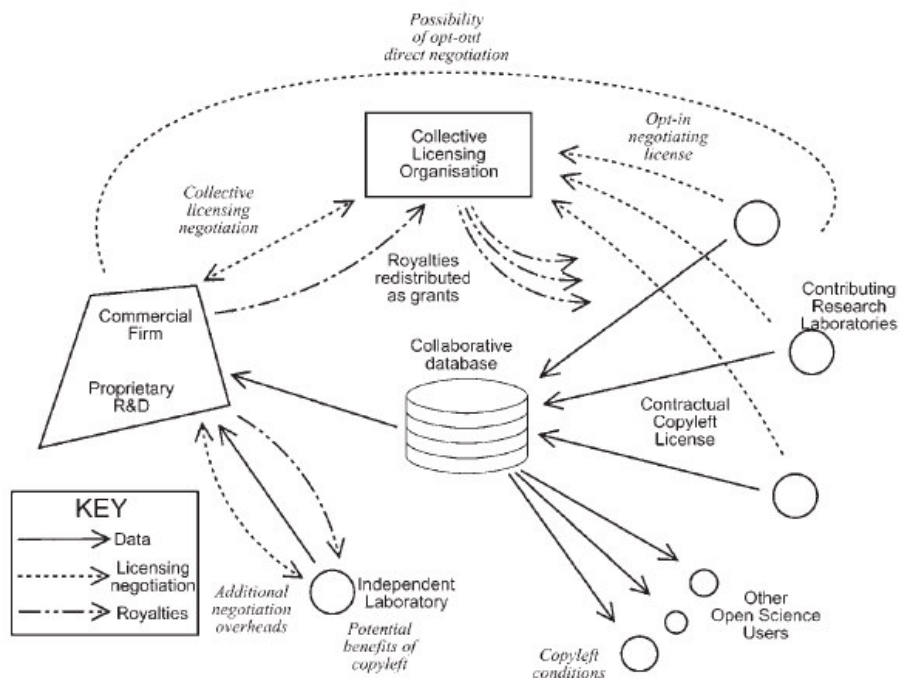 Possibility
of opt-out
direct negotiation
Collective
Licensing
Organisation
Opt-in
negotiating
license
Collective
licensing
negotiation
Royalties
redistributed
as grants
Commercial
Firm
Proprietary
R&D
Contributing
Research
Laboratories
Collaborative
database
Contractual
Copyleft
License
KEY
Data
Licensing
negotiation
Royalties
Additional
negotiation
overheads
Independent
Laboratory
Potential
benefits of
copyleft
Other
Open Science
Users
Copyleft
conditions